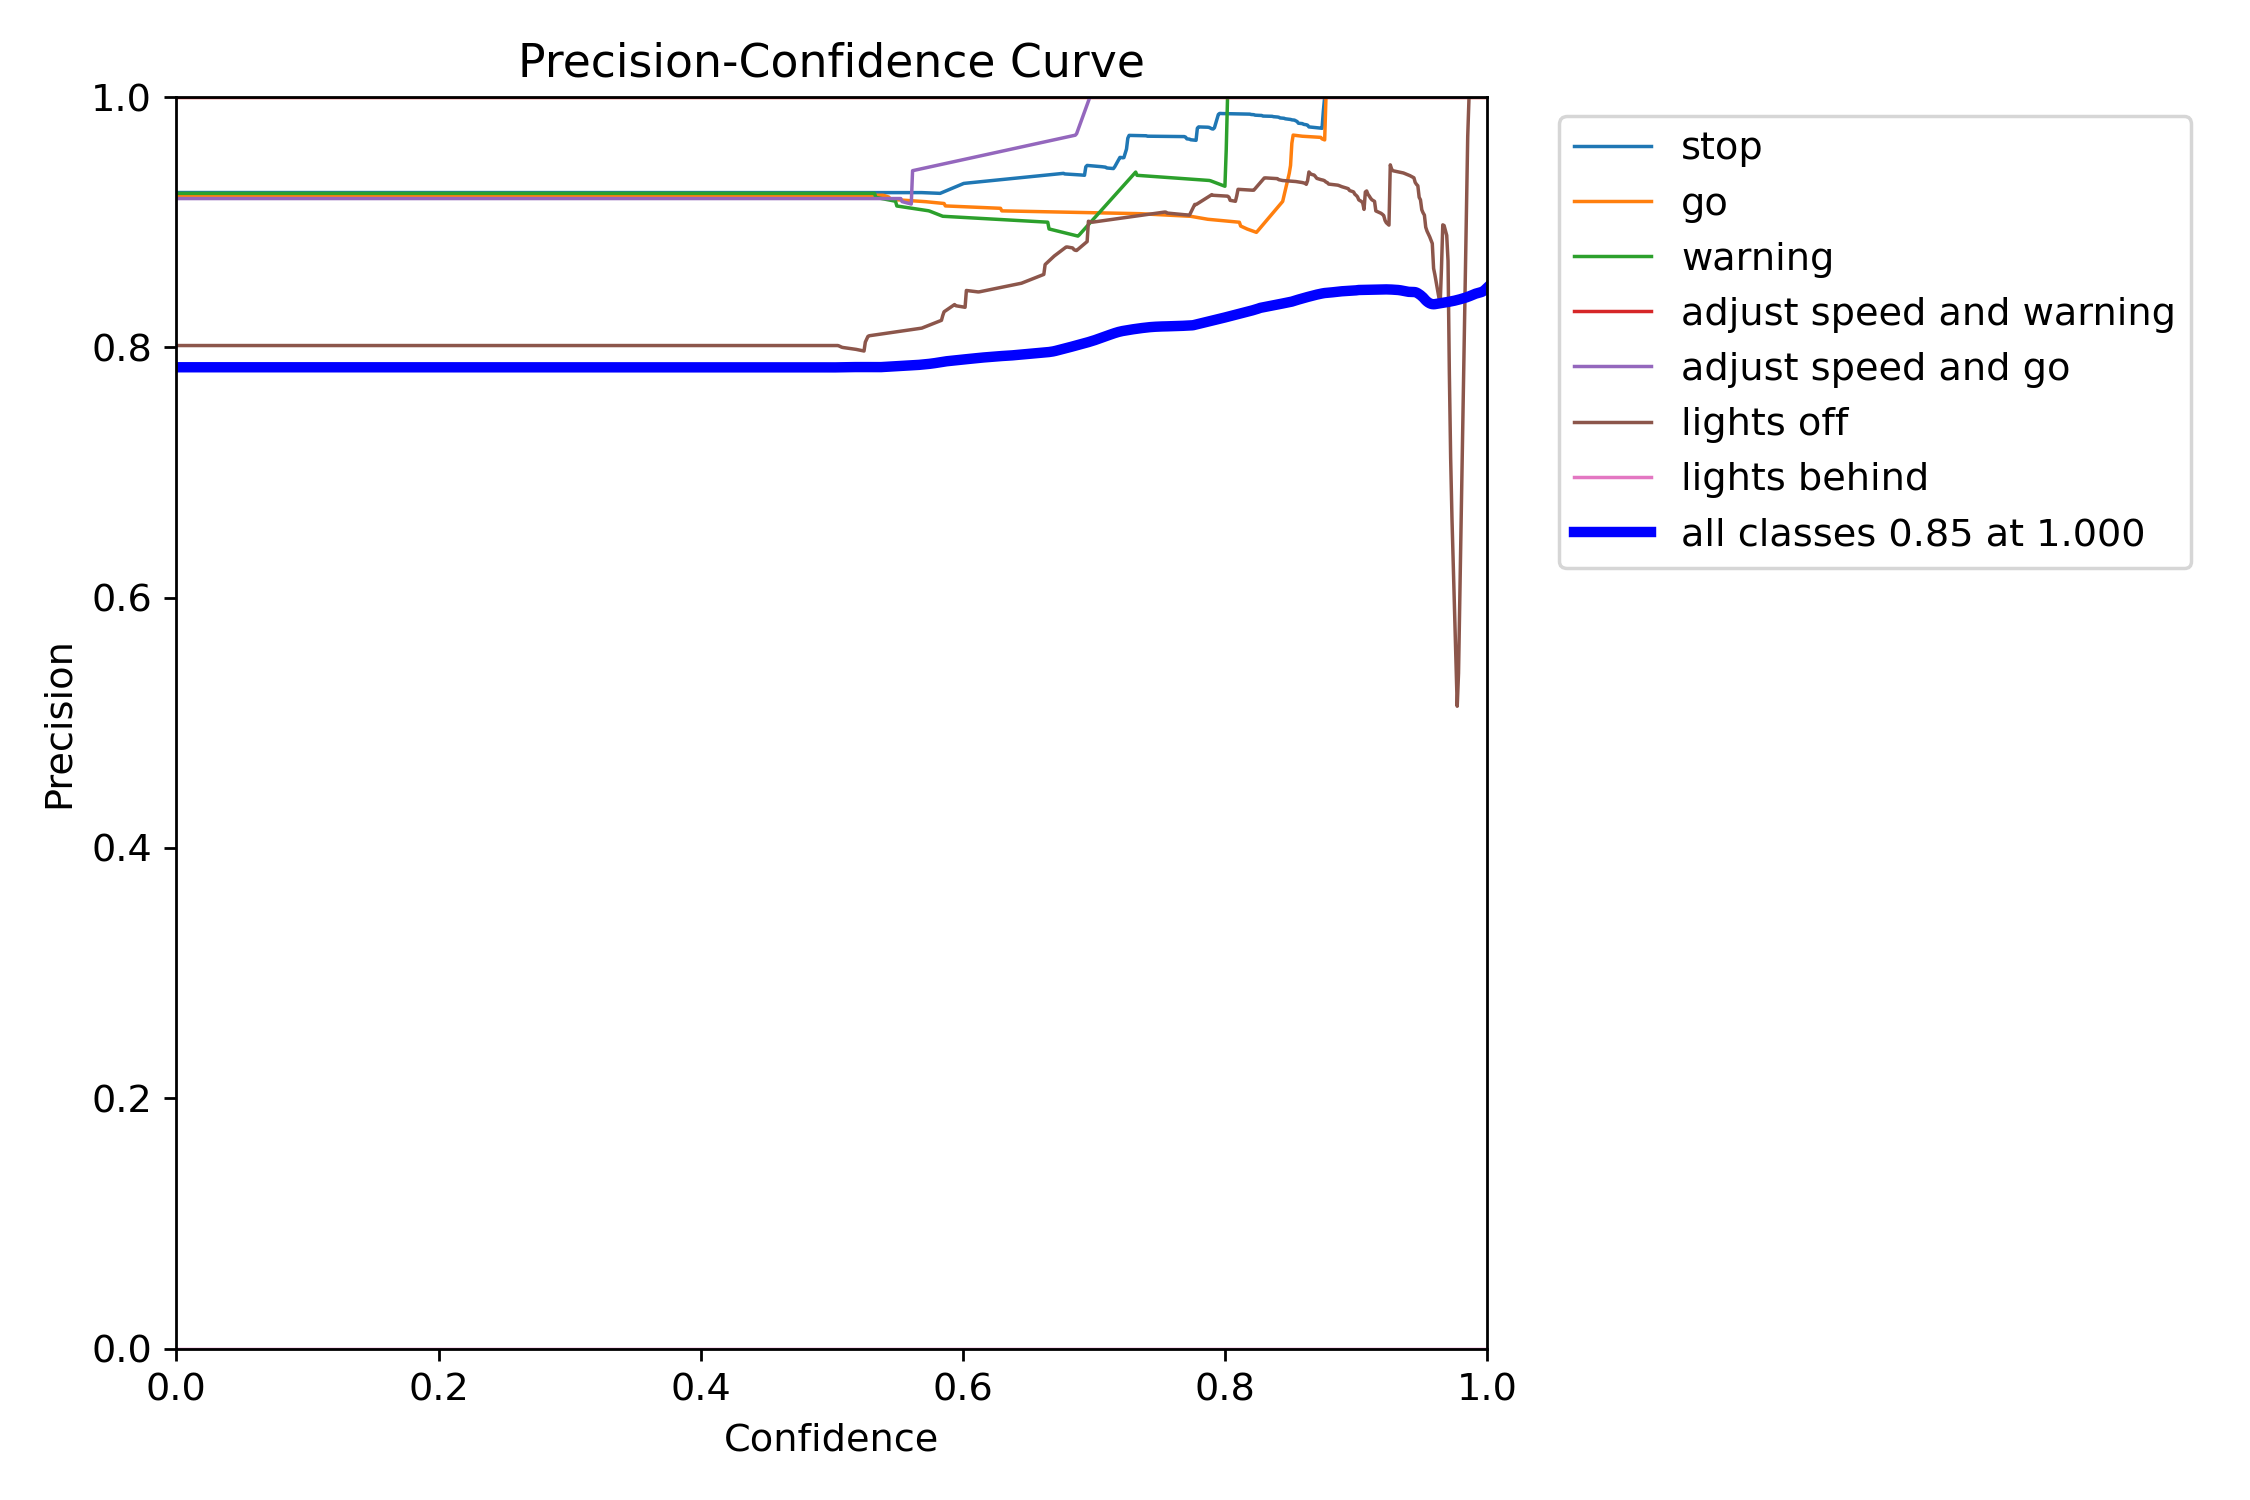 Precision-Confidence Curve
1.0
0.8
0.6
0.4
0.2
0.0
Precision
0.0 0.2 0.4 0.6 0.8 1.0
Confidence
stop
go
warning
adjust speed and warning
adjust speed and go
lights off
lights behind
all classes 0.85 at 1.000